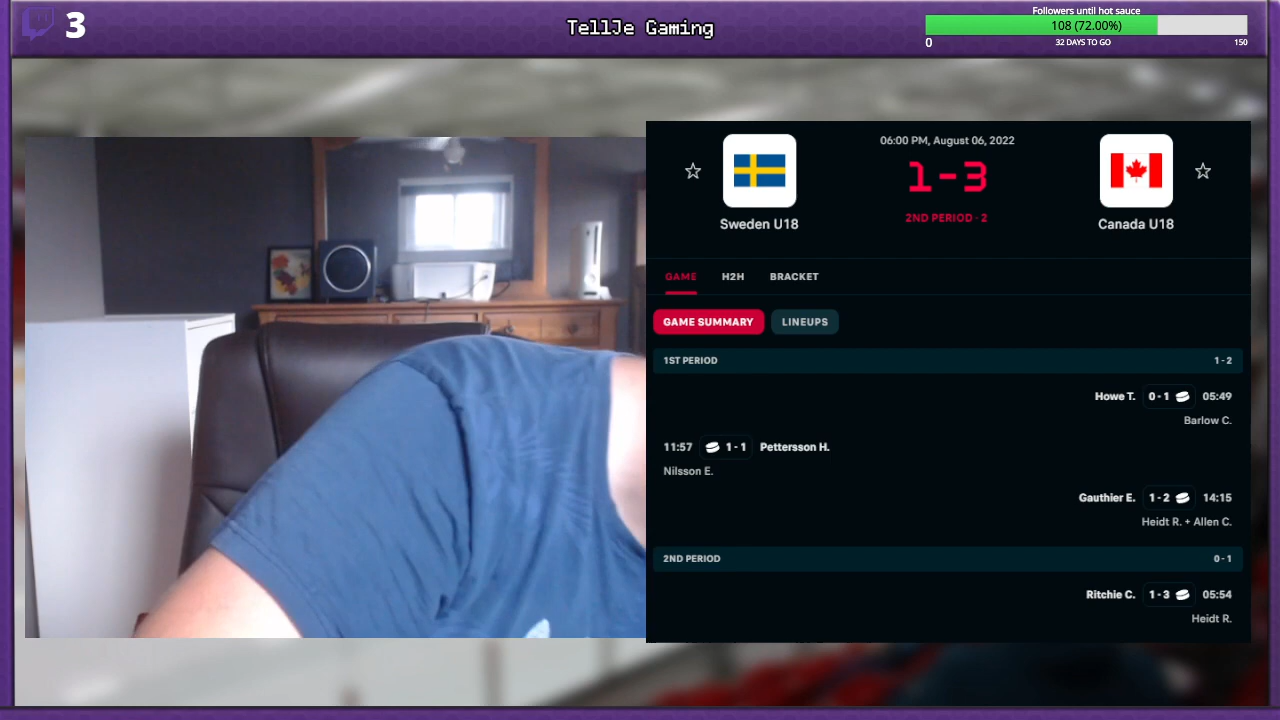 3
TellJe Gaming
Followers until hot sauce
108 (72.00%)
0 32 DAYS TO GO 150
06:00 PM, August 06, 2022
1-3
2ND PERIOD - 2
Sweden U18
Canada U18
GAME H2H BRACKET
GAME SUMMARY LINEUPS
1ST PERIOD 1 - 2
Howe T. 0 - 1 05:49
Barlow C.
11:57 1 - 1 Pettersson H.
Nilsson E.
Gauthier E. 1 - 2 14:15
Heidt R. + Allen C.
2ND PERIOD 0 - 1
Ritchie C. 1 - 3 05:54
Heidt R.